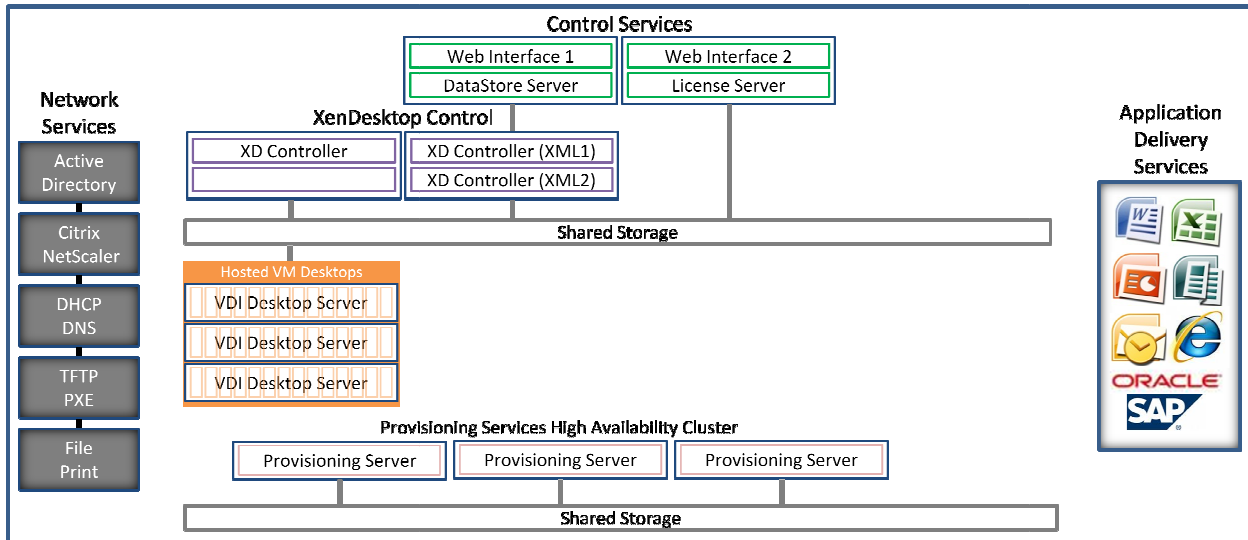 Control Services
Web Interface 1
DataStore Server
Web Interface 2
License Server
Network
Services
Active
Directory
Citrix
NetScaler
DHCP
DNS
TFTP
PXE
File
Print
XenDesktop Control
XD Controller
XD Controller (XML1)
XD Controller (XML2)
Shared Storage
Hosted VM Desktops
VDI Desktop Server
VDI Desktop Server
VDI Desktop Server
Provisioning Services High Availability Cluster
Provisioning Server
Provisioning Server
Provisioning Server
Shared Storage
Application
Delivery
Services
W
X
P
e
ORACLE
SAP